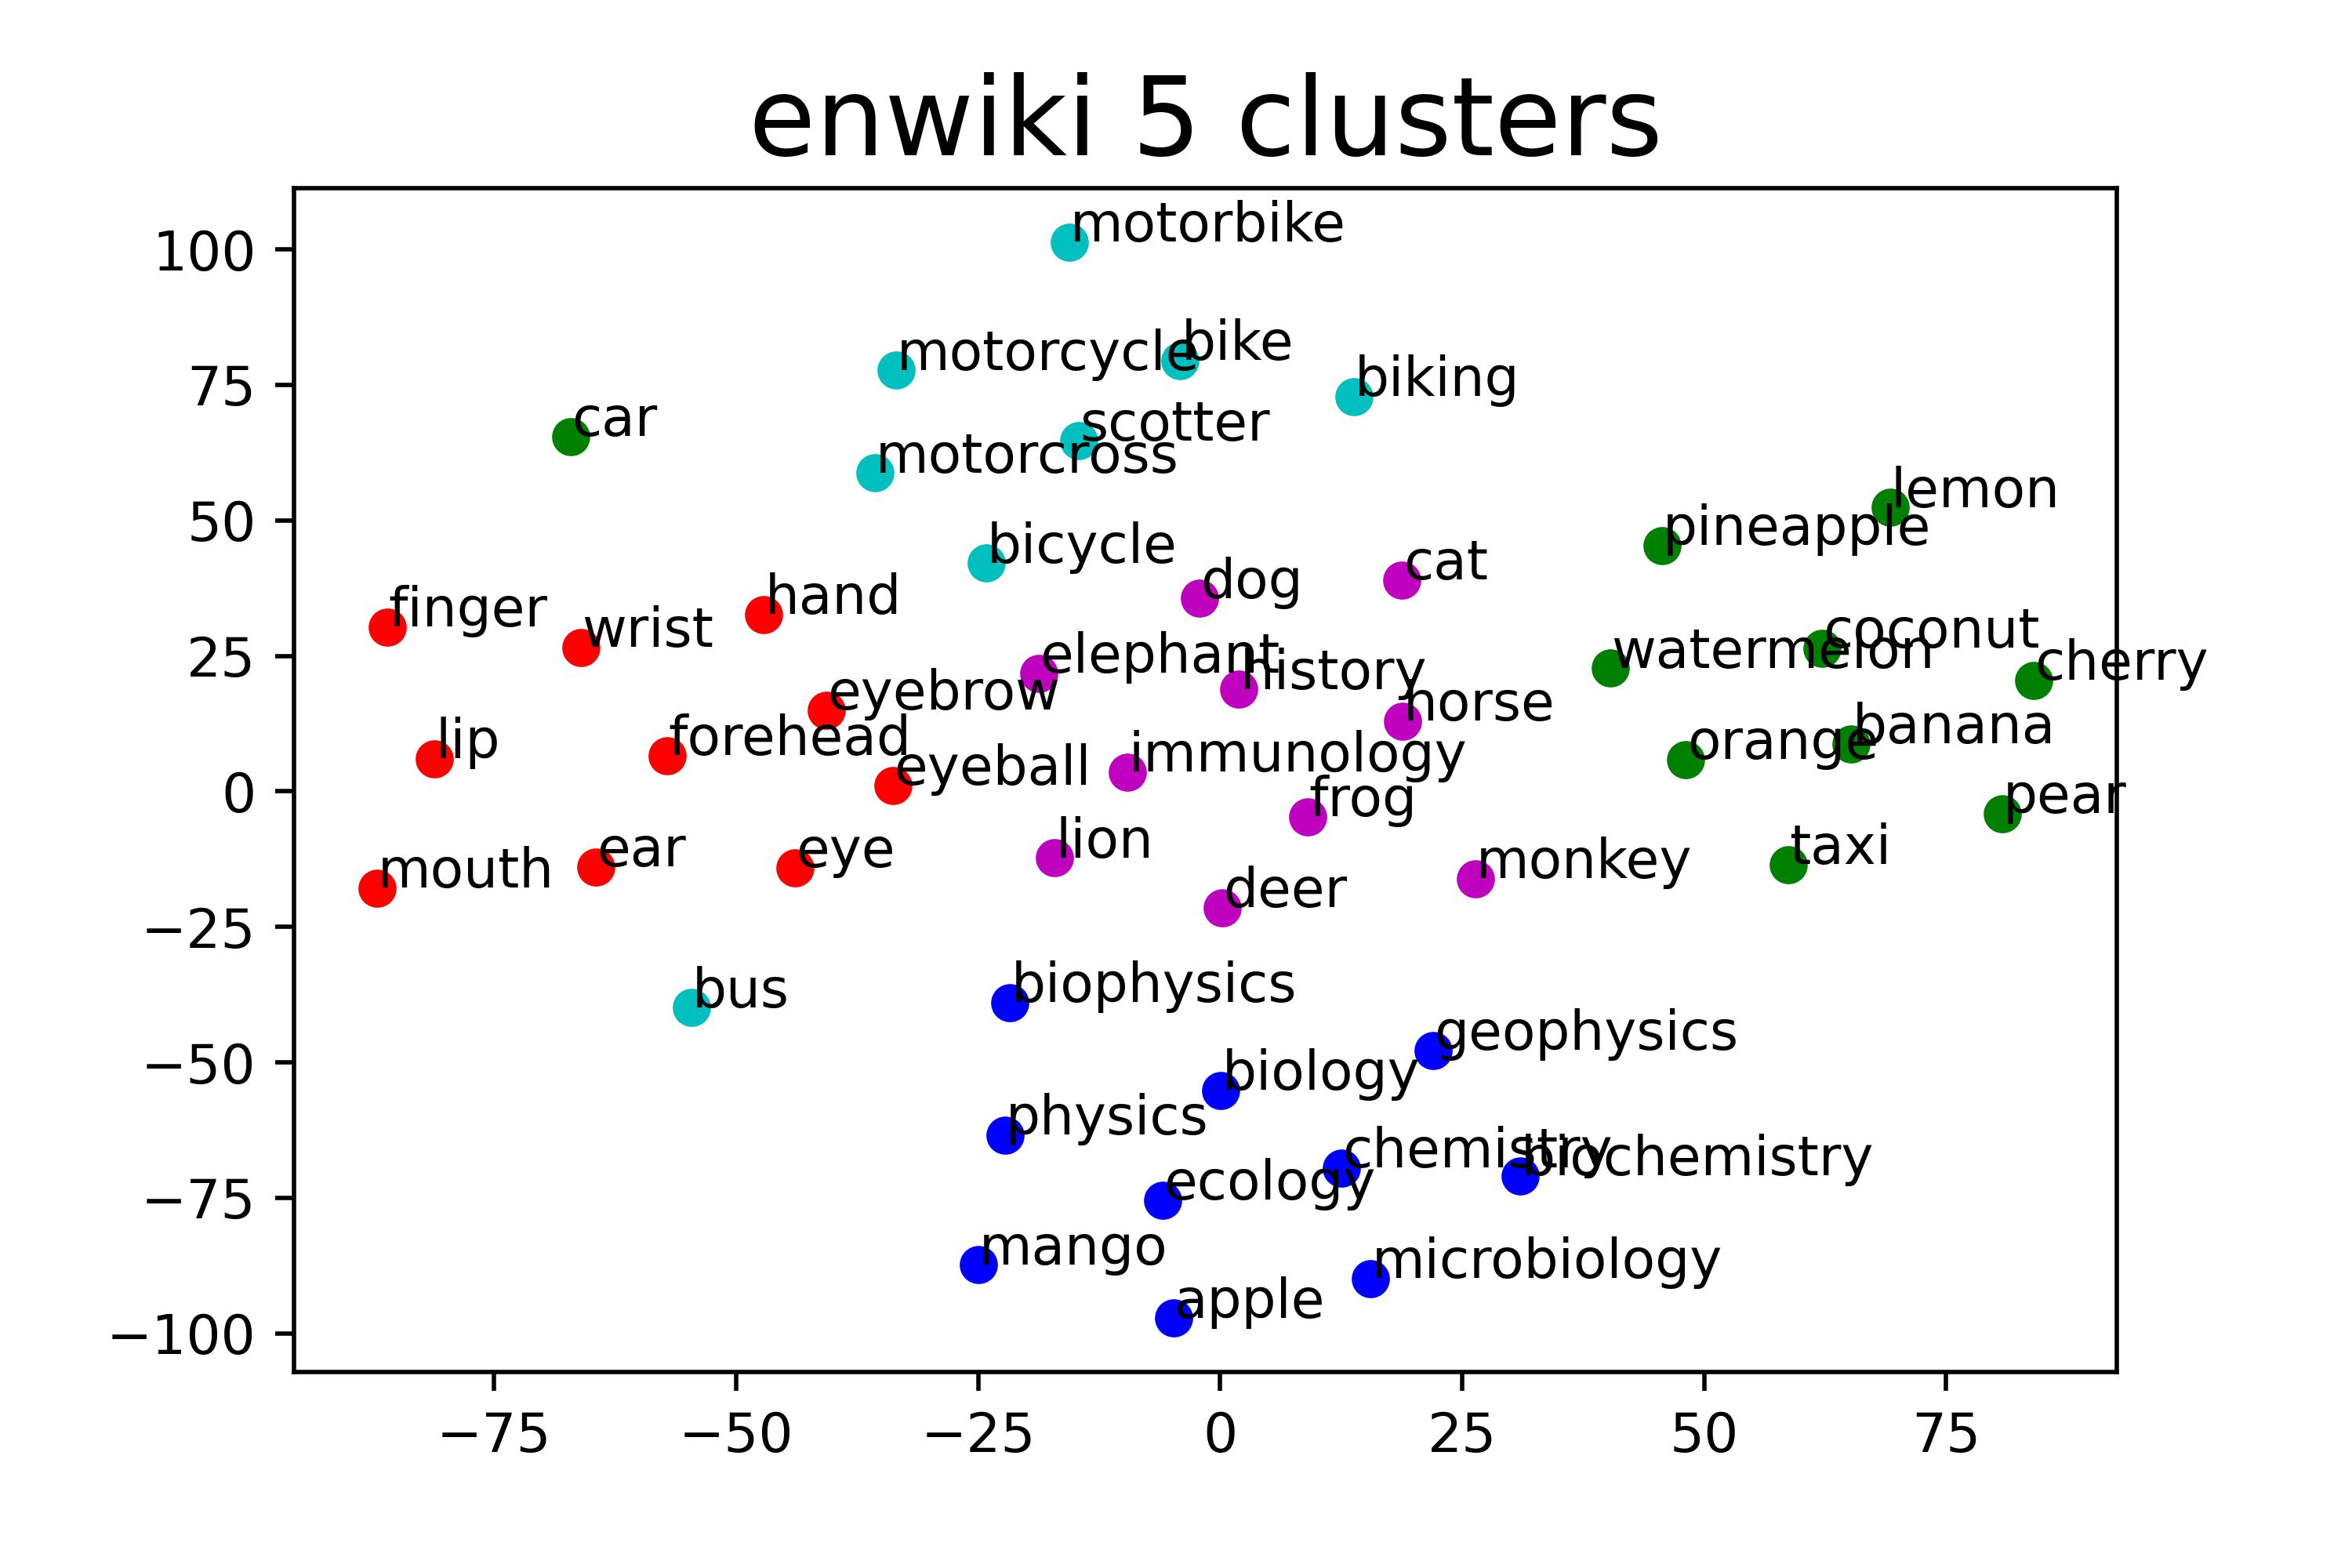 enwiki 5 clusters
motorbike
100
bike
motorcycle
biking
75
car
scotter
motorcross
lemon
pineapple
50
bicycle
cat
dog
hand
finger
wrist
coconut
watermelon
elephant
cherry
history
25
eyebrow
horse
banana
forehead
lip
orange
immunology
eyeball
0
pear
frog
taxi
lion
eye
ear
monkey
mouth
deer
−25
biophysics
bus
geophysics
−50
biology
physics
chemistry
biochemistry
ecology
−75
mango
microbiology
apple
−100
−75 −50 −25 0 25 50 75